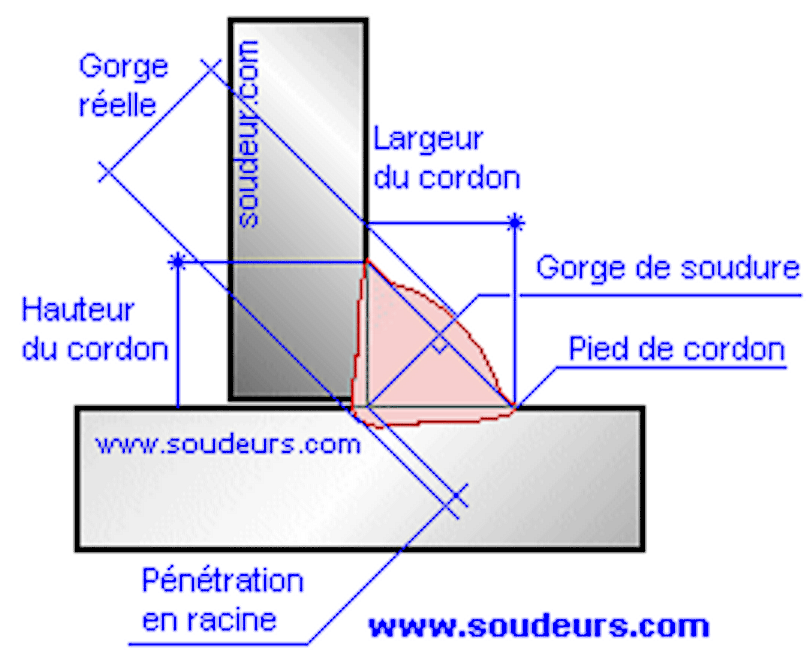 Gorge
réelle
soudeur.com
Largeur
du cordon
Gorge de soudure
Hauteur
du cordon
Pied de cordon
www.soudeurs.com
Pénétration
en racine
www.soudeurs.com